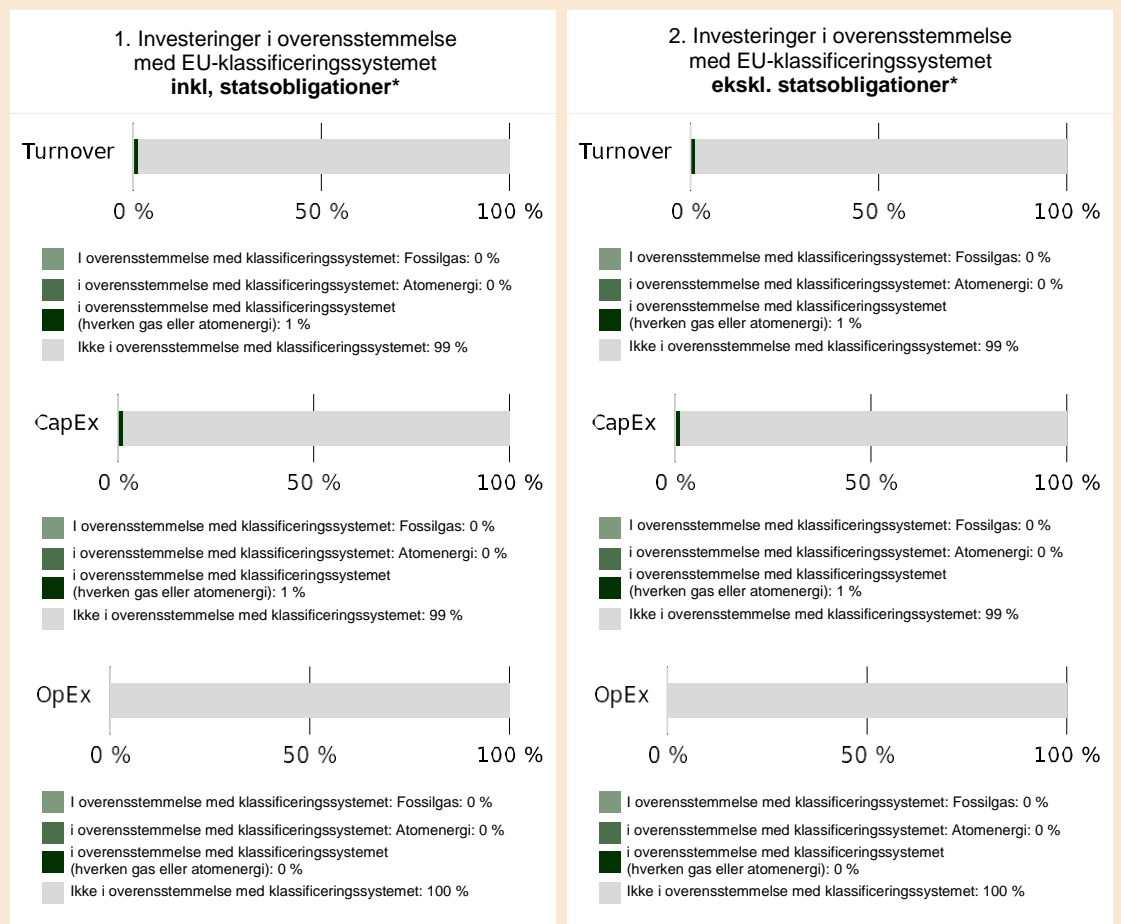 1. Investeringer i overensstemmelse
med EU-klassificeringssystemet
inkl, statsobligationer*
Turnover
0 % 50 % 100 %
I overensstemmelse med klassificeringssystemet: Fossilgas: 0 %
i overensstemmelse med klassificeringssystemet: Atomenergi: 0 %
i overensstemmelse med klassificeringssystemet
(hverken gas eller atomenergi): 1 %
Ikke i overensstemmelse med klassificeringssystemet: 99 %
CapEx
0 % 50 % 100 %
I overensstemmelse med klassificeringssystemet: Fossilgas: 0 %
i overensstemmelse med klassificeringssystemet: Atomenergi: 0 %
i overensstemmelse med klassificeringssystemet
(hverken gas eller atomenergi): 1 %
Ikke i overensstemmelse med klassificeringssystemet: 99 %
OpEx
0 % 50 % 100 %
I overensstemmelse med klassificeringssystemet: Fossilgas: 0 %
i overensstemmelse med klassificeringssystemet: Atomenergi: 0 %
i overensstemmelse med klassificeringssystemet
(hverken gas eller atomenergi): 0 %
Ikke i overensstemmelse med klassificeringssystemet: 100 %
2. Investeringer i overensstemmelse
med EU-klassificeringssystemet
ekskl. statsobligationer*
Turnover
0 % 50 % 100 %
I overensstemmelse med klassificeringssystemet: Fossilgas: 0 %
i overensstemmelse med klassificeringssystemet: Atomenergi: 0 %
i overensstemmelse med klassificeringssystemet
(hverken gas eller atomenergi): 1 %
Ikke i overensstemmelse med klassificeringssystemet: 99 %
CapEx
0 % 50 % 100 %
I overensstemmelse med klassificeringssystemet: Fossilgas: 0 %
i overensstemmelse med klassificeringssystemet: Atomenergi: 0 %
i overensstemmelse med klassificeringssystemet
(hverken gas eller atomenergi): 1 %
Ikke i overensstemmelse med klassificeringssystemet: 99 %
OpEx
0 % 50 % 100 %
I overensstemmelse med klassificeringssystemet: Fossilgas: 0 %
i overensstemmelse med klassificeringssystemet: Atomenergi: 0 %
i overensstemmelse med klassificeringssystemet
(hverken gas eller atomenergi): 0 %
Ikke i overensstemmelse med klassificeringssystemet: 100 %